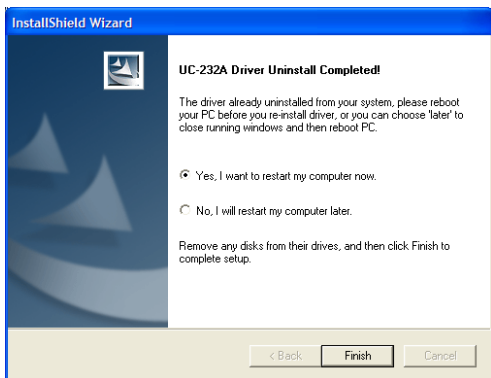 InstallShield Wizard
UC-232A Driver Uninstall Completed!
The driver already uninstalled from your system, please reboot
your PC before you re-install driver, or you can choose 'later' to
close running windows and then reboot PC.
Yes, I want to restart my computer now.
No, I will restart my computer later.
Remove any disks from their drives, and then click Finish to
complete setup.
< Back Finish Cancel